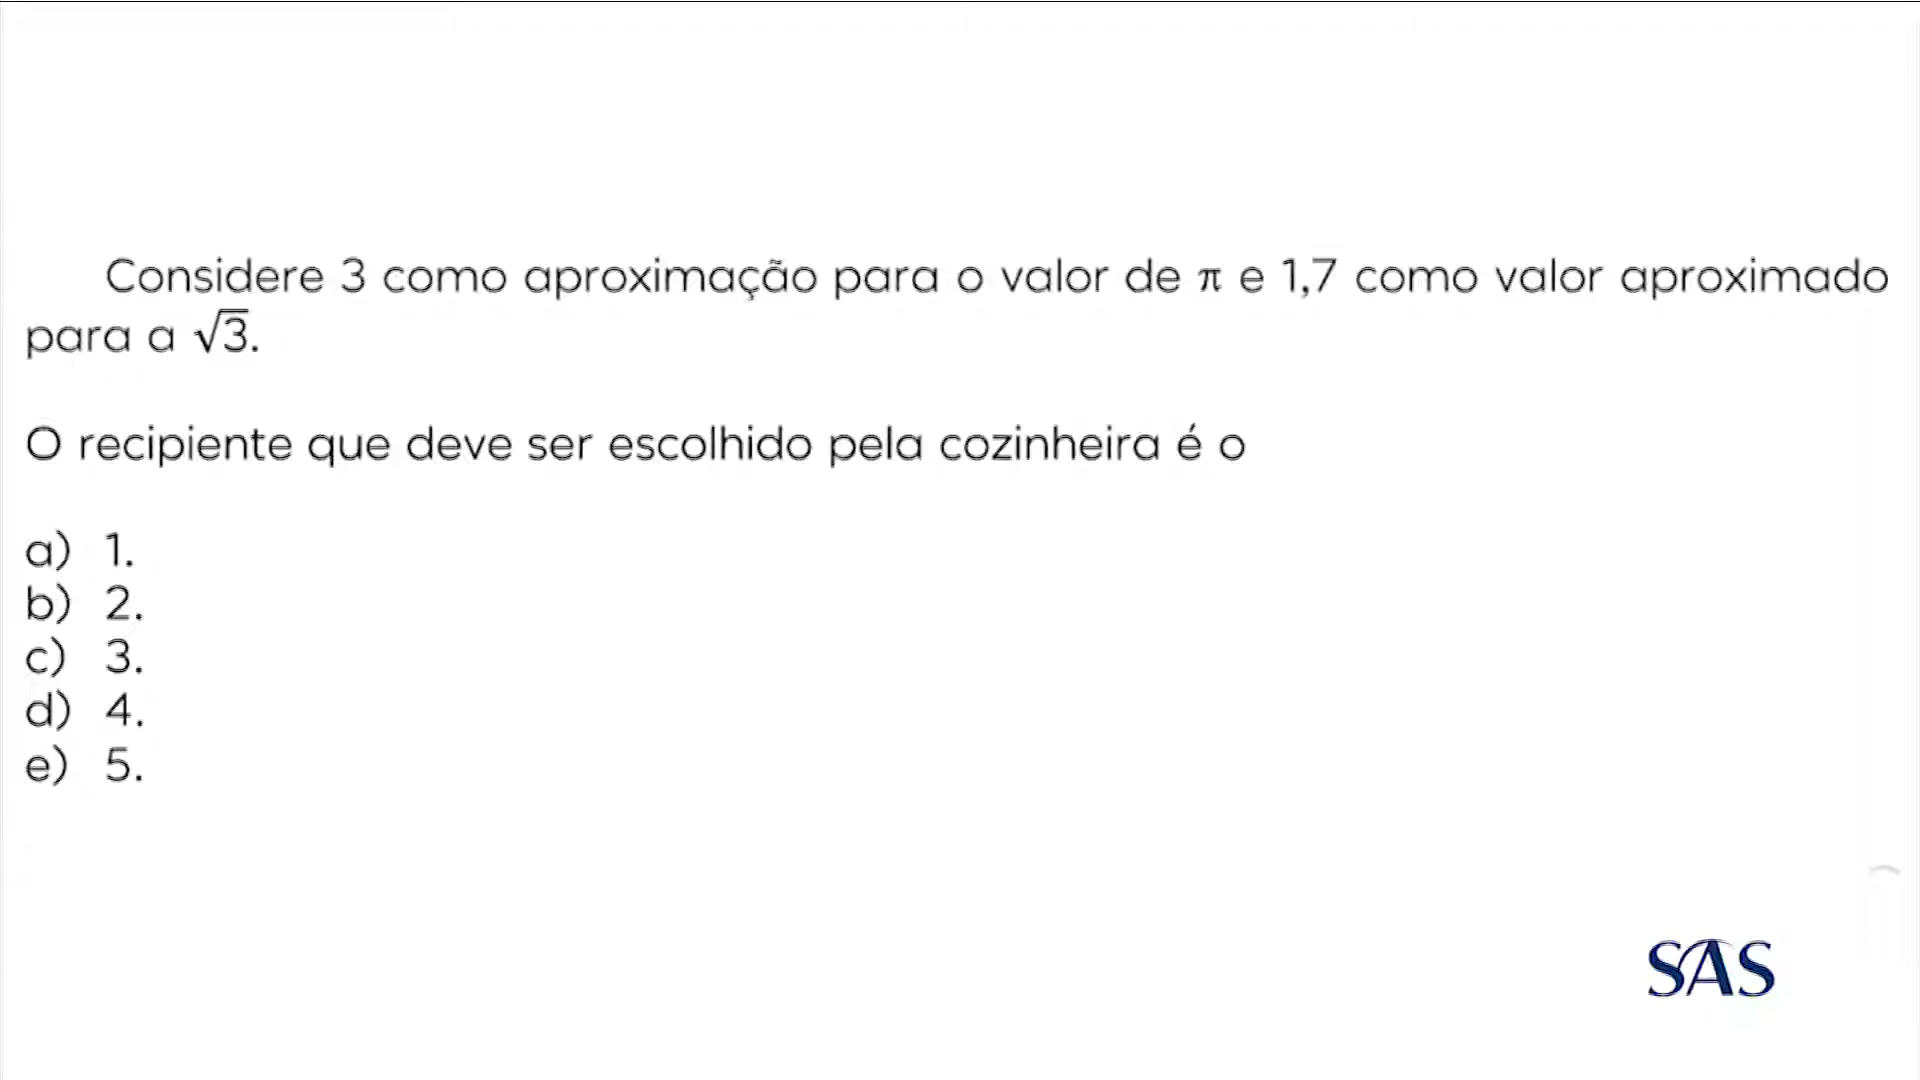 Considere 3 como aproximação para o valor de π e 1,7 como valor aproximado
para a √3.
O recipiente que deve ser escolhido pela cozinheira é o
a) 1.
b) 2.
c) 3.
d) 4.
e) 5.
SAS